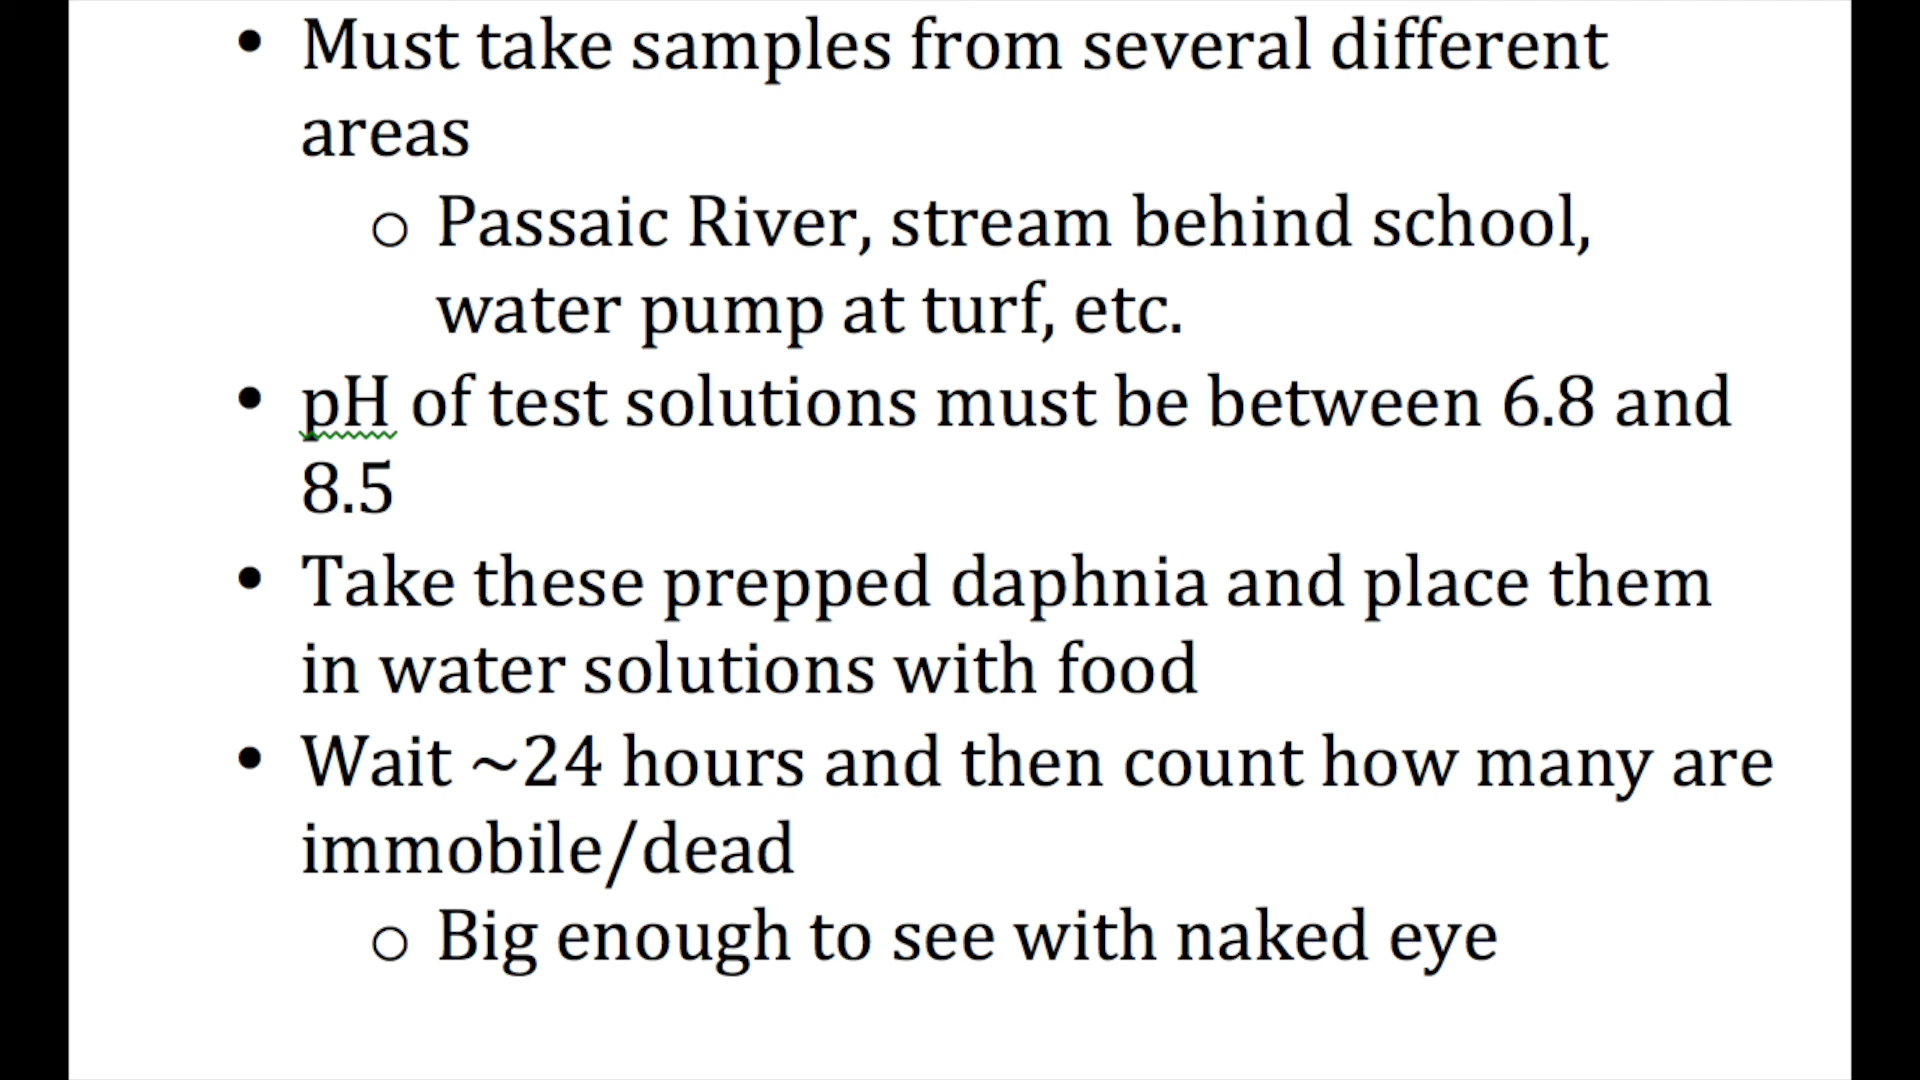 • Must take samples from several different
areas
o Passaic River, stream behind school,
water pump at turf, etc.
• pH of test solutions must be between 6.8 and
8.5
• Take these prepped daphnia and place them
in water solutions with food
• Wait ~24 hours and then count how many are
immobile/dead
o Big enough to see with naked eye